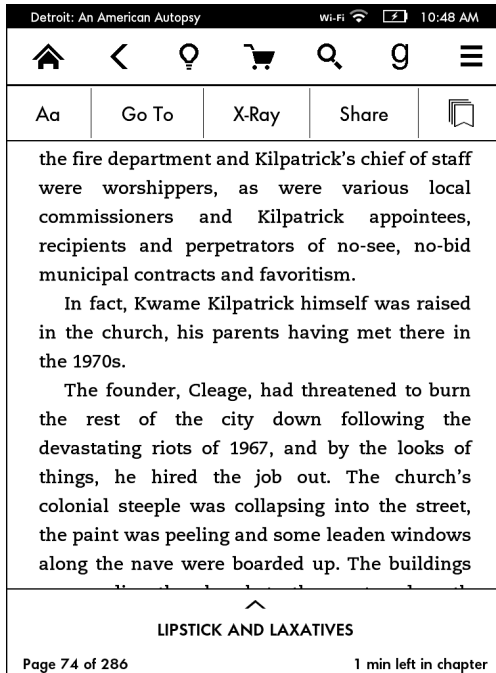 Detroit: An American Autopsy Wi-Fi 10:48 AM
g
Aa Go To X-Ray Share
the fire department and Kilpatrick's chief of staff
were worshippers, as were various local
commissioners and Kilpatrick appointees,
recipients and perpetrators of no-see, no-bid
municipal contracts and favoritism.
In fact, Kwame Kilpatrick himself was raised
in the church, his parents having met there in
the 1970s.
The founder, Cleage, had threatened to burn
the rest of the city down following the
devastating riots of 1967, and by the looks of
things, he hired the job out. The church's
colonial steeple was collapsing into the street,
the paint was peeling and some leaden windows
along the nave were boarded up. The buildings
LIPSTICK AND LAXATIVES
Page 74 of 286 1 min left in chapter